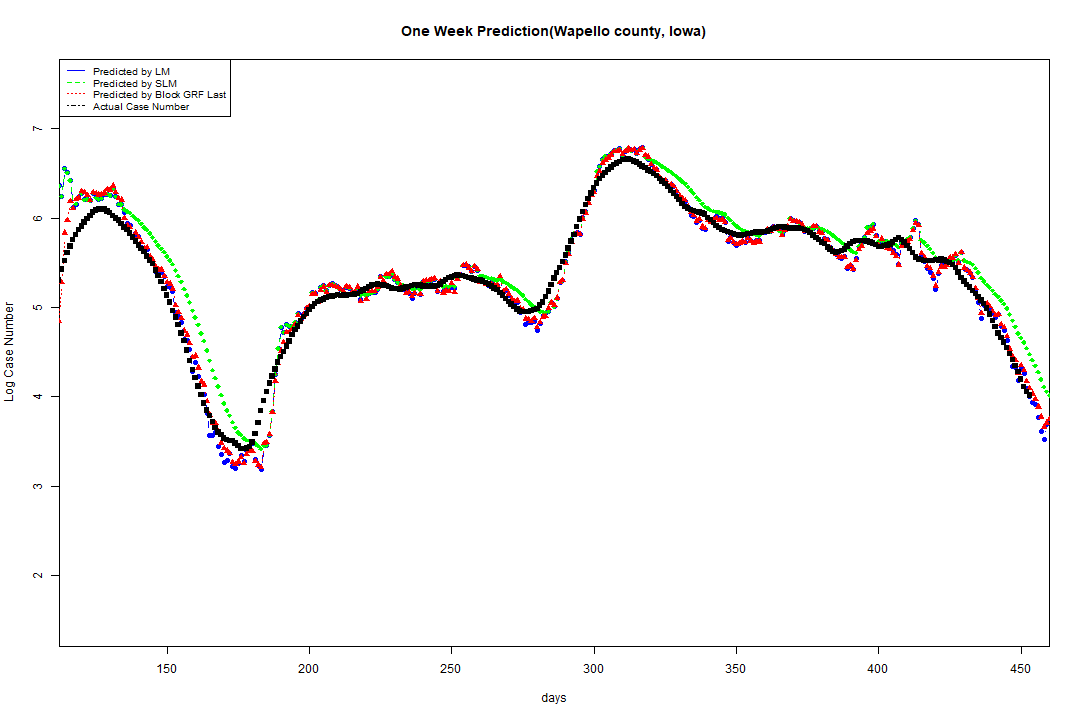 One Week Prediction(Wapello county, Iowa)
Predicted by LM
Predicted by SLM
Predicted by Block GRF Last
Actual Case Number
Log Case Number
7
6
5
4
3
2
150 200 250 300 350 400 450
days